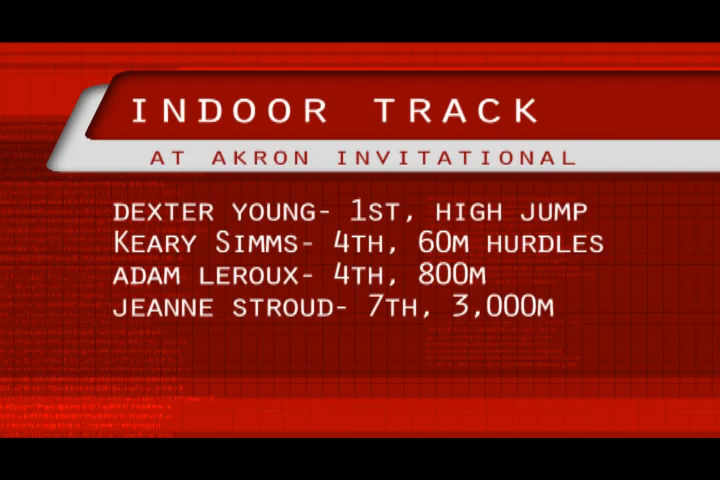 INDOOR TRACK
AT AKRON INVITATIONAL
DEXTER YOUNG- 1ST, HIGH JUMP
KEARY SIMMS- 4TH, 60M HURDLES
ADAM LEROUX- 4TH, 800M
JEANNE STROUD- 7TH, 3,000M